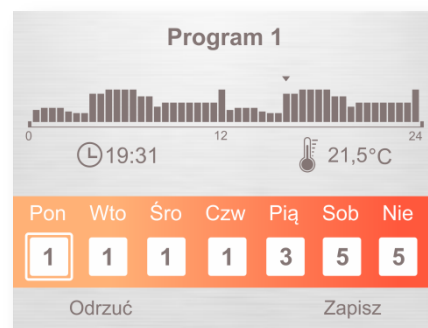 Program 1
0 12 24
19:31 21,5°C
Pon Wto Śro Czw Pią Sob Nie
1 1 1 1 3 5 5
Odrzuć Zapisz